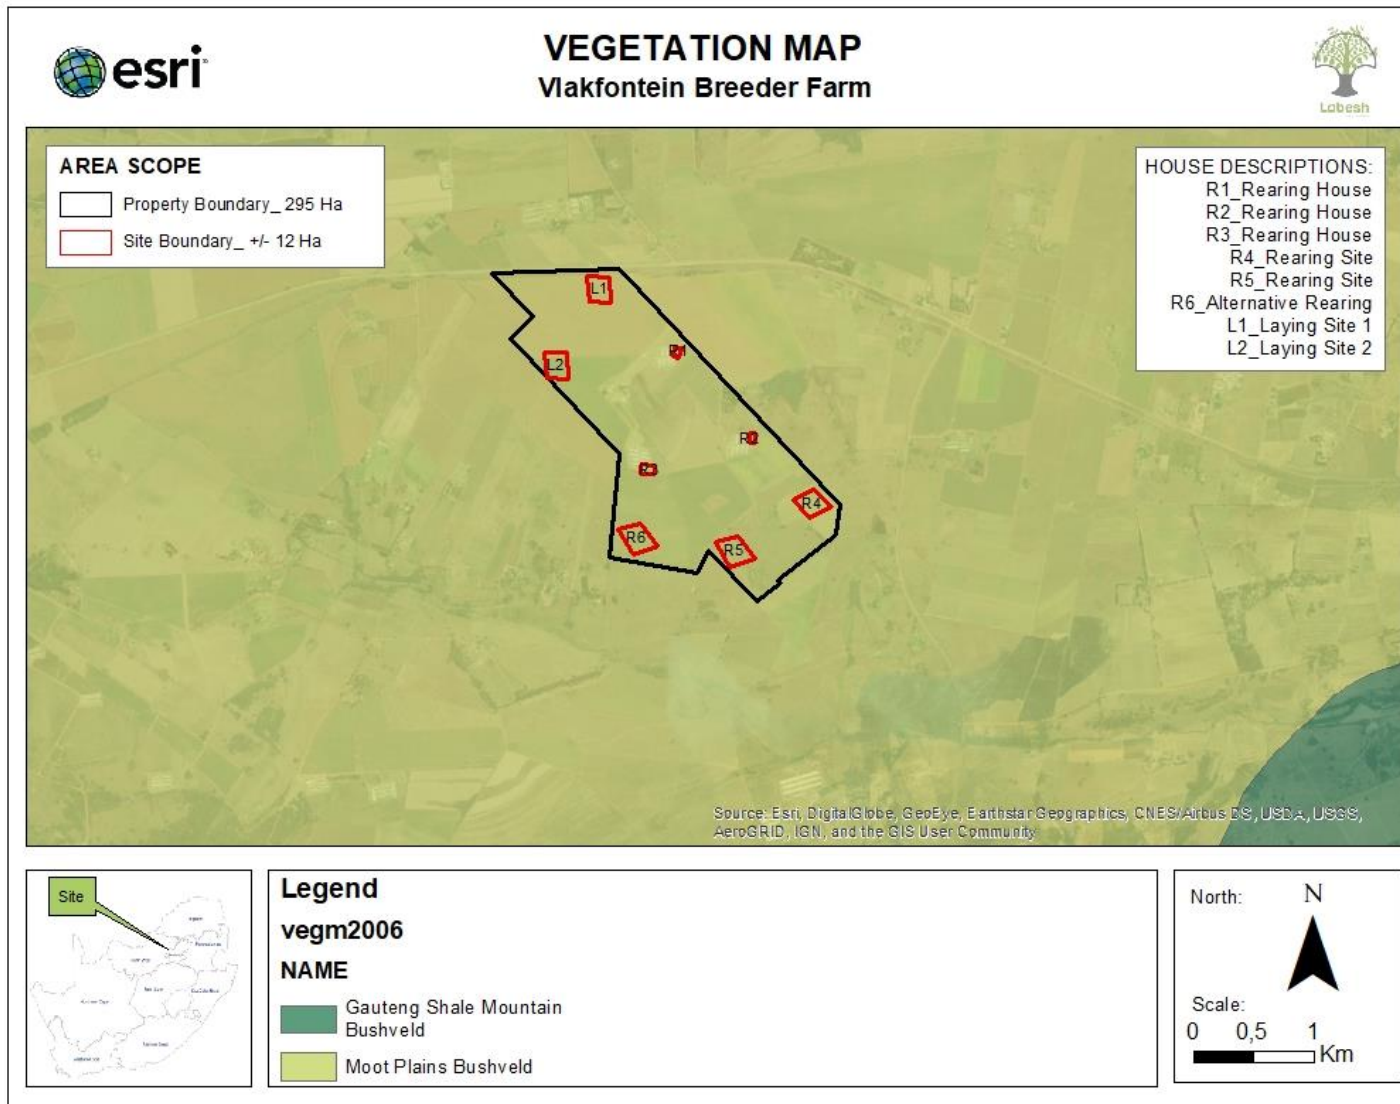 esri
VEGETATION MAP
Vlakfontein Breeder Farm
Labesh
AREA SCOPE
Property Boundary_ 295 Ha
Site Boundary_ +/- 12 Ha
HOUSE DESCRIPTIONS:
R1_Rearing House
R2_Rearing House
R3_Rearing House
R4_Rearing Site
R5_Rearing Site
R6_Alternative Rearing
L1_Laying Site 1
L2_Laying Site 2
L1
R1
L2
R2
R3
R4
R6
R5
Source: Esri, DigitalGlobe, GeoEye, Earthstar Geographics, CNES/Airbus DS, USDA, USGS,
AeroGRID, IGN, and the GIS User Community
Site
Legend
vegm2006
NAME
Gauteng Shale Mountain
Bushveld
Moot Plains Bushveld
North:
N
Scale:
0 0,5 1
Km